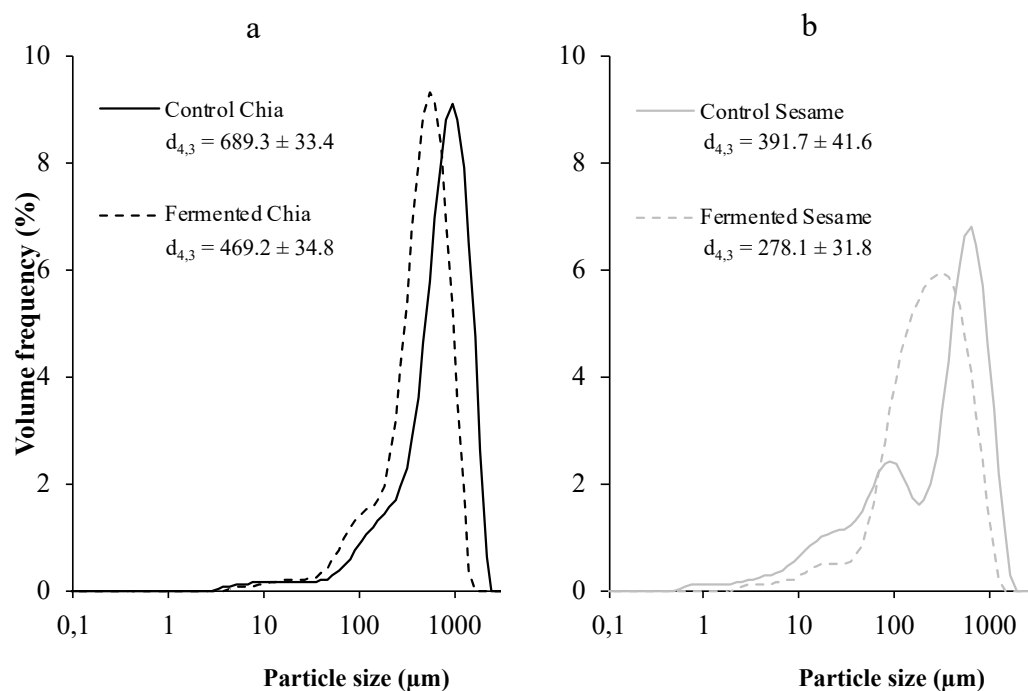 a
Volume frequency (%)
10
8
6
4
2
0
Control Chia
d4,3 = 689.3 ± 33.4
Fermented Chia
d4,3 = 469.2 ± 34.8
0,1 1 10 100 1000
Particle size (µm)
b
10
8
6
4
2
0
Control Sesame
d4,3 = 391.7 ± 41.6
Fermented Sesame
d4,3 = 278.1 ± 31.8
0,1 1 10 100 1000
Particle size (µm)